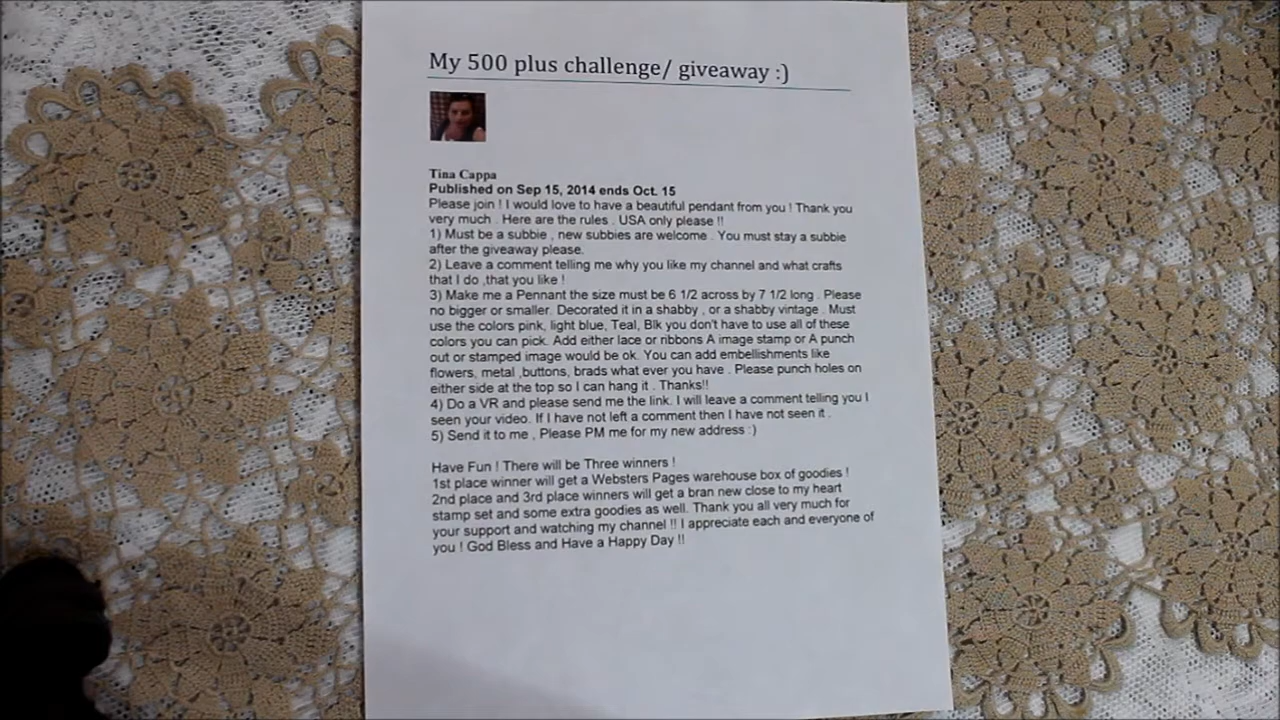 My 500 plus challenge/ giveaway :)
Tina Cappa
Published on Sep 15, 2014 ends Oct. 15
Please join ! I would love to have a beautiful pendant from you ! Thank you
very much . Here are the rules . USA only please !!
1) Must be a subbie , new subbies are welcome . You must stay a subbie
after the giveaway please.
2) Leave a comment telling me why you like my channel and what crafts
that I do ,that you like !
3) Make me a Pennant the size must be 6 1/2 across by 7 1/2 long . Please
no bigger or smaller. Decorated it in a shabby , or a shabby vintage . Must
use the colors pink, light blue, Teal, Blk you don't have to use all of these
colors you can pick. Add either lace or ribbons A image stamp or A punch
out or stamped image would be ok. You can add embellishments like
flowers, metal ,buttons, brads what ever you have . Please punch holes on
either side at the top so I can hang it . Thanks!!
4) Do a VR and please send me the link. I will leave a comment telling you I
seen your video. If I have not left a comment then I have not seen it .
5) Send it to me , Please PM me for my new address :)
Have Fun ! There will be Three winners !
1st place winner will get a Websters Pages warehouse box of goodies !
2nd place and 3rd place winners will get a bran new close to my heart
stamp set and some extra goodies as well. Thank you all very much for
your support and watching my channel !! I appreciate each and everyone of
you ! God Bless and Have a Happy Day !!